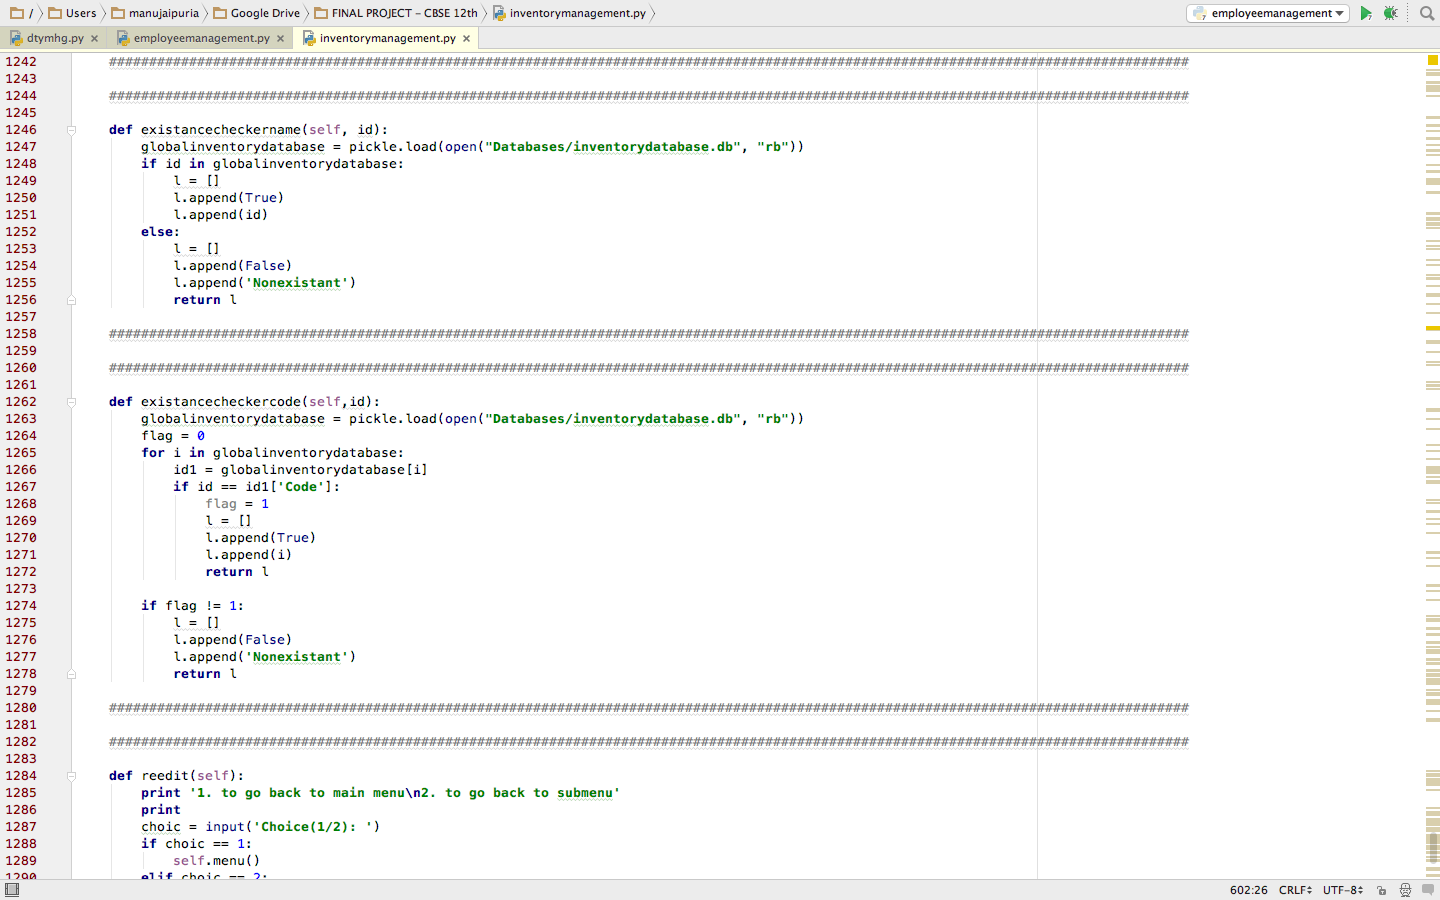 / Users manujaipuria Google Drive FINAL PROJECT – CBSE 12th inventorymanagement.py employeemanagement
dtymhg.py employeemanagement.py inventorymanagement.py
1242 #######################################################################################################################################
1243
1244 #######################################################################################################################################
1245
1246 def existancecheckername(self, id):
1247 globalinventorydatabase = pickle.load(open("Databases/inventorydatabase.db", "rb"))
1248 if id in globalinventorydatabase:
1249 l = []
1250 l.append(True)
1251 l.append(id)
1252 else:
1253 l = []
1254 l.append(False)
1255 l.append('Nonexistant')
1256 return l
1257
1258 #######################################################################################################################################
1259
1260 #######################################################################################################################################
1261
1262 def existancecheckercode(self,id):
1263 globalinventorydatabase = pickle.load(open("Databases/inventorydatabase.db", "rb"))
1264 flag = 0
1265 for i in globalinventorydatabase:
1266 id1 = globalinventorydatabase[i]
1267 if id == id1['Code']:
1268 flag = 1
1269 l = []
1270 l.append(True)
1271 l.append(i)
1272 return l
1273
1274 if flag != 1:
1275 l = []
1276 l.append(False)
1277 l.append('Nonexistant')
1278 return l
1279
1280 #######################################################################################################################################
1281
1282 #######################################################################################################################################
1283
1284 def reedit(self):
1285 print '1. to go back to main menu\n2. to go back to submenu'
1286 print
1287 choic = input('Choice(1/2): ')
1288 if choic == 1:
1289 self.menu()
1290 elif choic == 2:
602:26 CRLF UTF-8